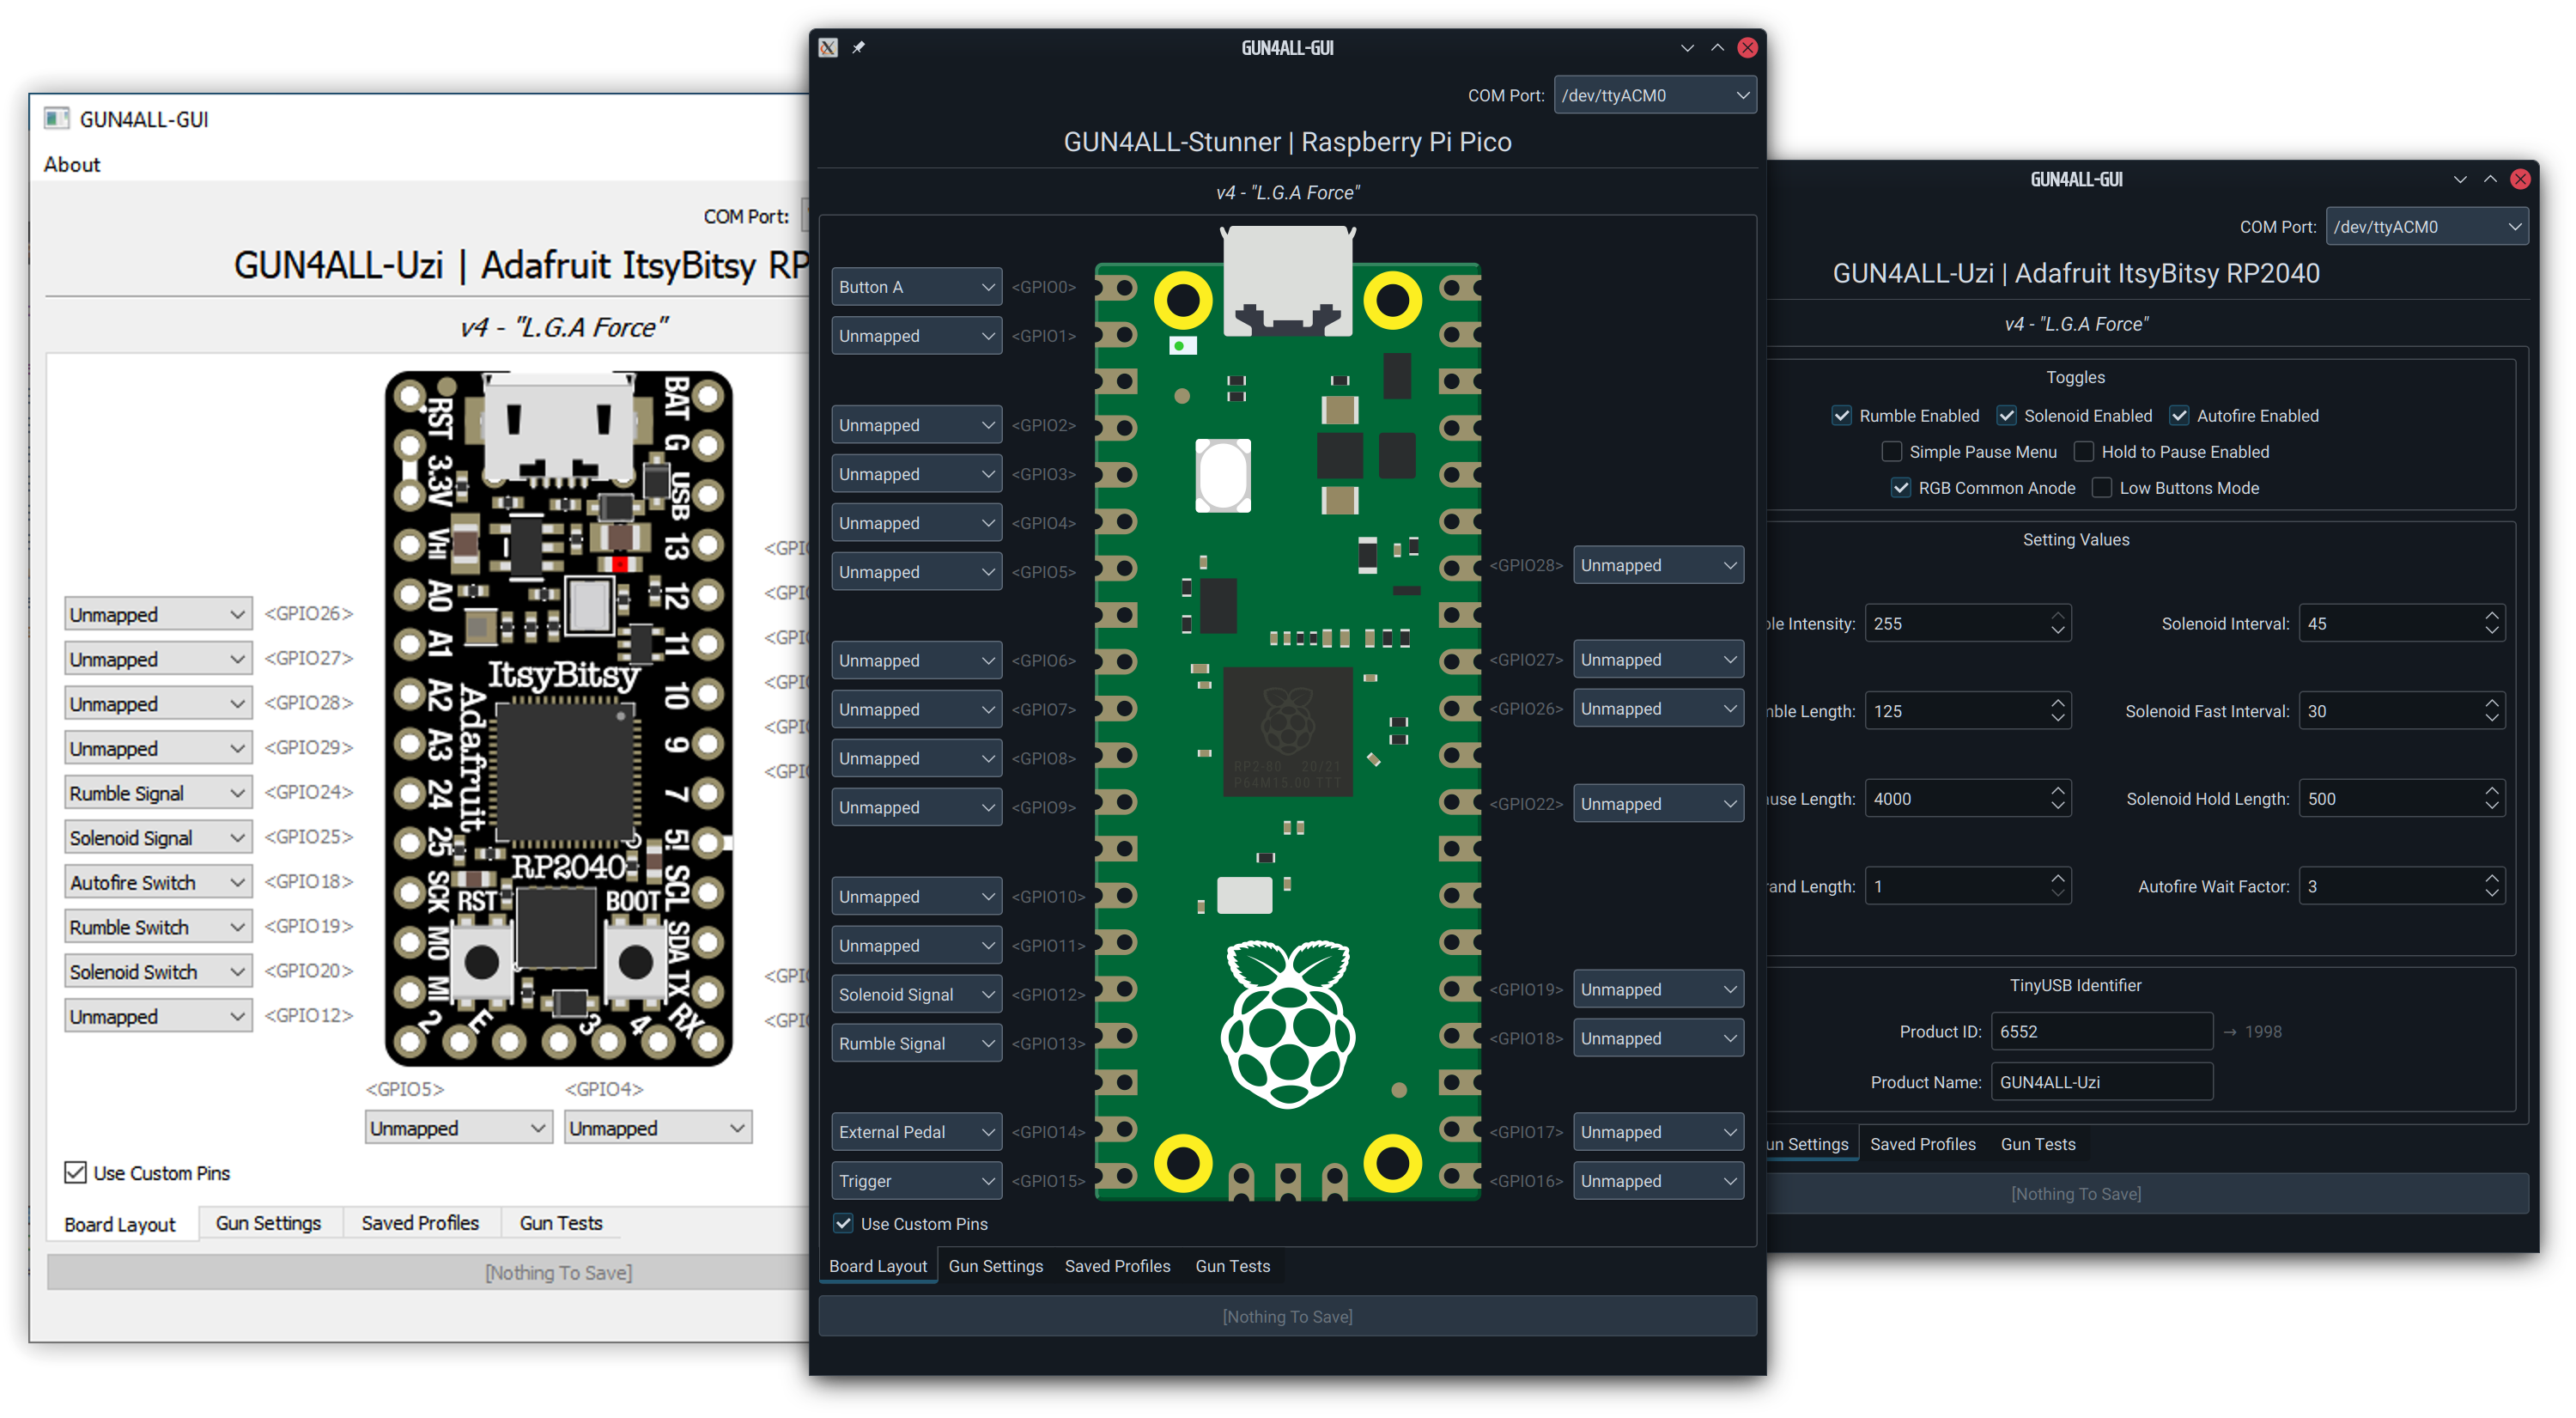 GUN4ALL-GUI
About
COM Port:
GUN4ALL-Uzi | Adafruit ItsyBitsy RP
v4 - "L.G.A Force"
Unmapped <GPIO26>
Unmapped <GPIO27>
Unmapped <GPIO28>
Unmapped <GPIO29>
Rumble Signal <GPIO24>
Solenoid Signal <GPIO25>
Autofire Switch <GPIO18>
Rumble Switch <GPIO19>
Solenoid Switch <GPIO20>
Unmapped <GPIO12>
RST
3.3V
VHI
A0
A1
A2
A3
24
25
SCK
MO
MI
2
E
3
4
RX
TX
SDA
SCL
5!
7
9
10
11
12
13
USB
G
BAT
ItsyBitsy
Adafruit
RP2040
RST BOOT
<GPI
<GPI
<GPI
<GPI
<GPI
<GPI
<GPI
<GPI
<GPIO5> <GPIO4>
Unmapped Unmapped
Use Custom Pins
Board Layout Gun Settings Saved Profiles Gun Tests
[Nothing To Save]
GUN4ALL-GUI
COM Port: /dev/ttyACM0
GUN4ALL-Stunner | Raspberry Pi Pico
v4 - "L.G.A Force"
Button A <GPIO0>
Unmapped <GPIO1>
Unmapped <GPIO2>
Unmapped <GPIO3>
Unmapped <GPIO4>
Unmapped <GPIO5>
Unmapped <GPIO6>
Unmapped <GPIO7>
Unmapped <GPIO8>
Unmapped <GPIO9>
Unmapped <GPIO10>
Unmapped <GPIO11>
Solenoid Signal <GPIO12>
Rumble Signal <GPIO13>
External Pedal <GPIO14>
Trigger <GPIO15>
RP2-80 20/21
P64M15.00 TTT
<GPIO28> Unmapped
<GPIO27> Unmapped
<GPIO26> Unmapped
<GPIO22> Unmapped
<GPIO19> Unmapped
<GPIO18> Unmapped
<GPIO17> Unmapped
<GPIO16> Unmapped
Use Custom Pins
Board Layout Gun Settings Saved Profiles Gun Tests
[Nothing To Save]
GUN4ALL-GUI
COM Port: /dev/ttyACM0
GUN4ALL-Uzi | Adafruit ItsyBitsy RP2040
v4 - "L.G.A Force"
Toggles
Rumble Enabled Solenoid Enabled Autofire Enabled
Simple Pause Menu Hold to Pause Enabled
RGB Common Anode Low Buttons Mode
Setting Values
ble Intensity: 255 Solenoid Interval: 45
mble Length: 125 Solenoid Fast Interval: 30
use Length: 4000 Solenoid Hold Length: 500
rand Length: 1 Autofire Wait Factor: 3
TinyUSB Identifier
Product ID: 6552 → 1998
Product Name: GUN4ALL-Uzi
un Settings Saved Profiles Gun Tests
[Nothing To Save]